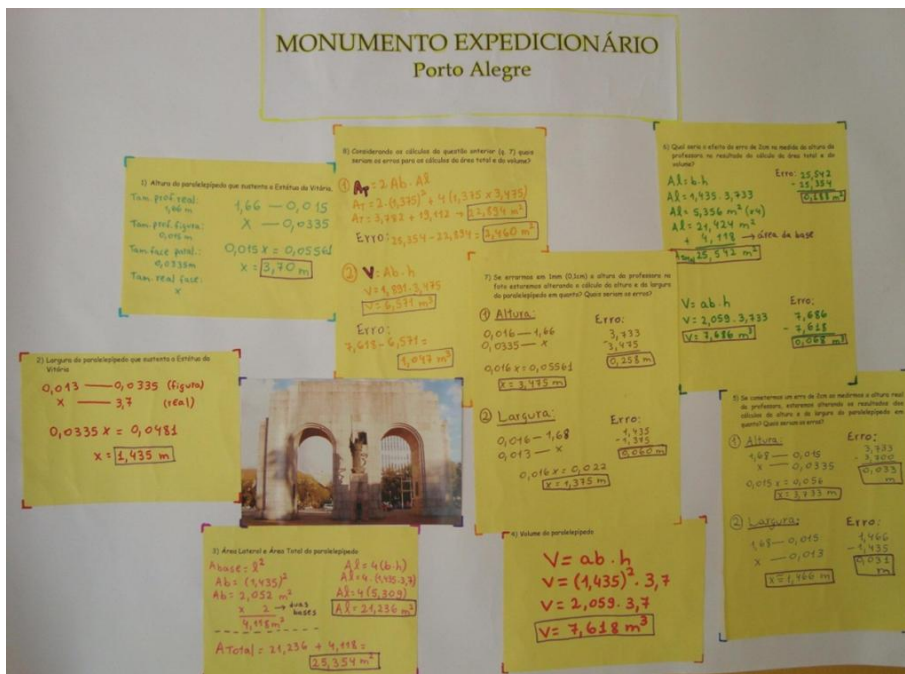 MONUMENTO EXPEDICIONÁRIO
Porto Alegre
1) Altura do paralelepípedo que sustenta a Estátua da Vitória.
Tam. prof. real:
1,66 m
Tam. prof. figura:
0,015 m
Tam face paral.:
0,0335m
Tam. real face:
x
1,66 — 0,015
x — 0,0335
0,015 x = 0,05561
x = 3,70 m
2) Largura do paralelepípedo que sustenta a Estátua da
Vitória
0,013 — 0,0335 (figura)
x — 3,7 (real)
0,0335 x = 0,0481
x = 1,435 m
3) Área Lateral e Área Total do paralelepípedo
Abase = l²
Ab = (1,435)²
Ab = 2,052 m²
x 2 → duas
bases
4,118m²
Al = 4(b.h)
Al = 4.(1,435.3,7)
Al = 4(5,309)
Al = 21,236 m²
ATotal = 21,236 + 4,118 =
25,354 m²
4) Volume do paralelepípedo
V = ab.h
V = (1,435)². 3,7
V = 2,059. 3,7
V = 7,618 m³
5) Se cometermos um erro de 2cm ao medirmos a altura real
da professora, estaremos alterando os resultados dos
cálculos da altura e da largura do paralelepípedo em
quanto? Quais seriam os erros?
① Altura:
1,68 — 0,015
x — 0,0335
0,015 x = 0,056
x = 3,733 m
Erro:
3,733
- 3,700
0,033
m
② Largura:
1,68 — 0,015
x — 0,013
x = 1,466 m
Erro:
1,466
- 1,435
0,031
m
6) Qual seria o efeito do erro de 2cm na medida da altura da
professora no resultado do cálculo da área total e do
volume?
Al = b.h
Al = 1,435. 3,733
Al = 5,356 m² (x4)
Al = 21,424 m²
+ 4,118 → área da base
25,542 m²
Erro: 25,542
- 25,354
0,188 m²
V = ab.h
V = 2,059. 3,733
V = 7,686 m³
Erro:
7,686
- 7,618
0,068 m³
7) Se errarmos em 1mm (0,1cm) a altura da professora na
foto estaremos alterando o cálculo da altura e da largura
do paralelepípedo em quanto? Quais seriam os erros?
① Altura:
0,016 — 1,66
0,0335 — x
0,016 x = 0,05561
x = 3,475 m
Erro:
3,733
- 3,475
0,258 m
② Largura:
0,016 — 1,68
0,013 — x
0,016 x = 0,022
x = 1,375 m
Erro:
1,435
- 1,375
0,060 m
8) Considerando os cálculos da questão anterior (q. 7) quais
seriam os erros para os cálculos da área total e do volume?
① AT = 2 Ab. Al
AT = 2.(1,375)² + 4 (1,375 x 3,475)
AT = 3,782 + 19,112 → 22,894 m²
Erro: 25,354 - 22,894 = 2,460 m²
② V = Ab.h
V = 1,891. 3,475
V = 6,571 m³
Erro:
7,618 - 6,571 =
1,047 m³